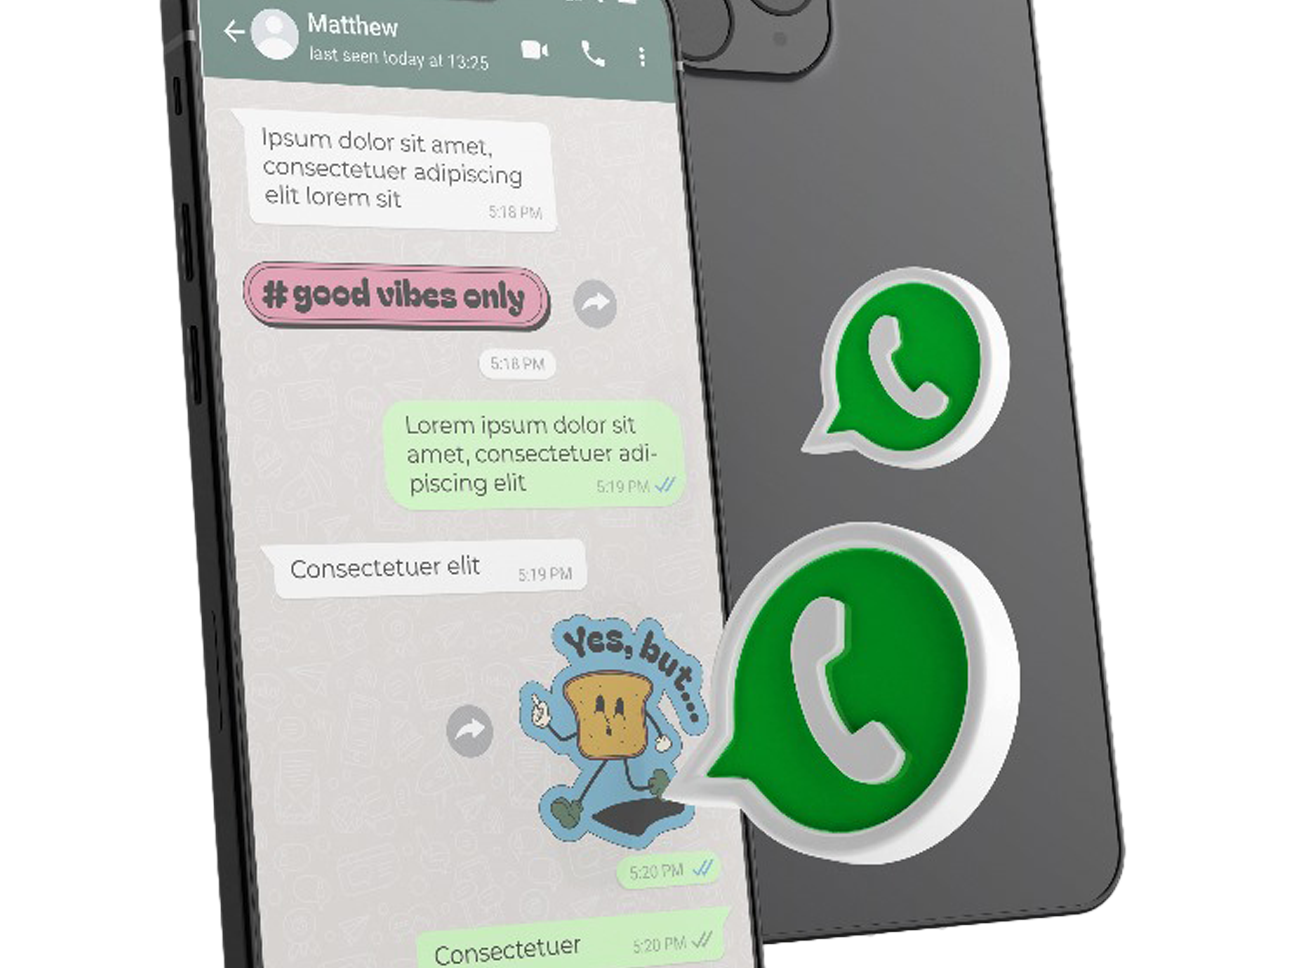 Matthew
last seen today at 13:25
Ipsum dolor sit amet,
consectetuer adipiscing
elit lorem sit
5:18 PM
# good vibes only
5:18 PM
Lorem ipsum dolor sit
amet, consectetuer adi-
piscing elit
5:19 PM
Consectetuer elit
5:19 PM
Yes, but...
5:20 PM
Consectetuer
5:20 PM